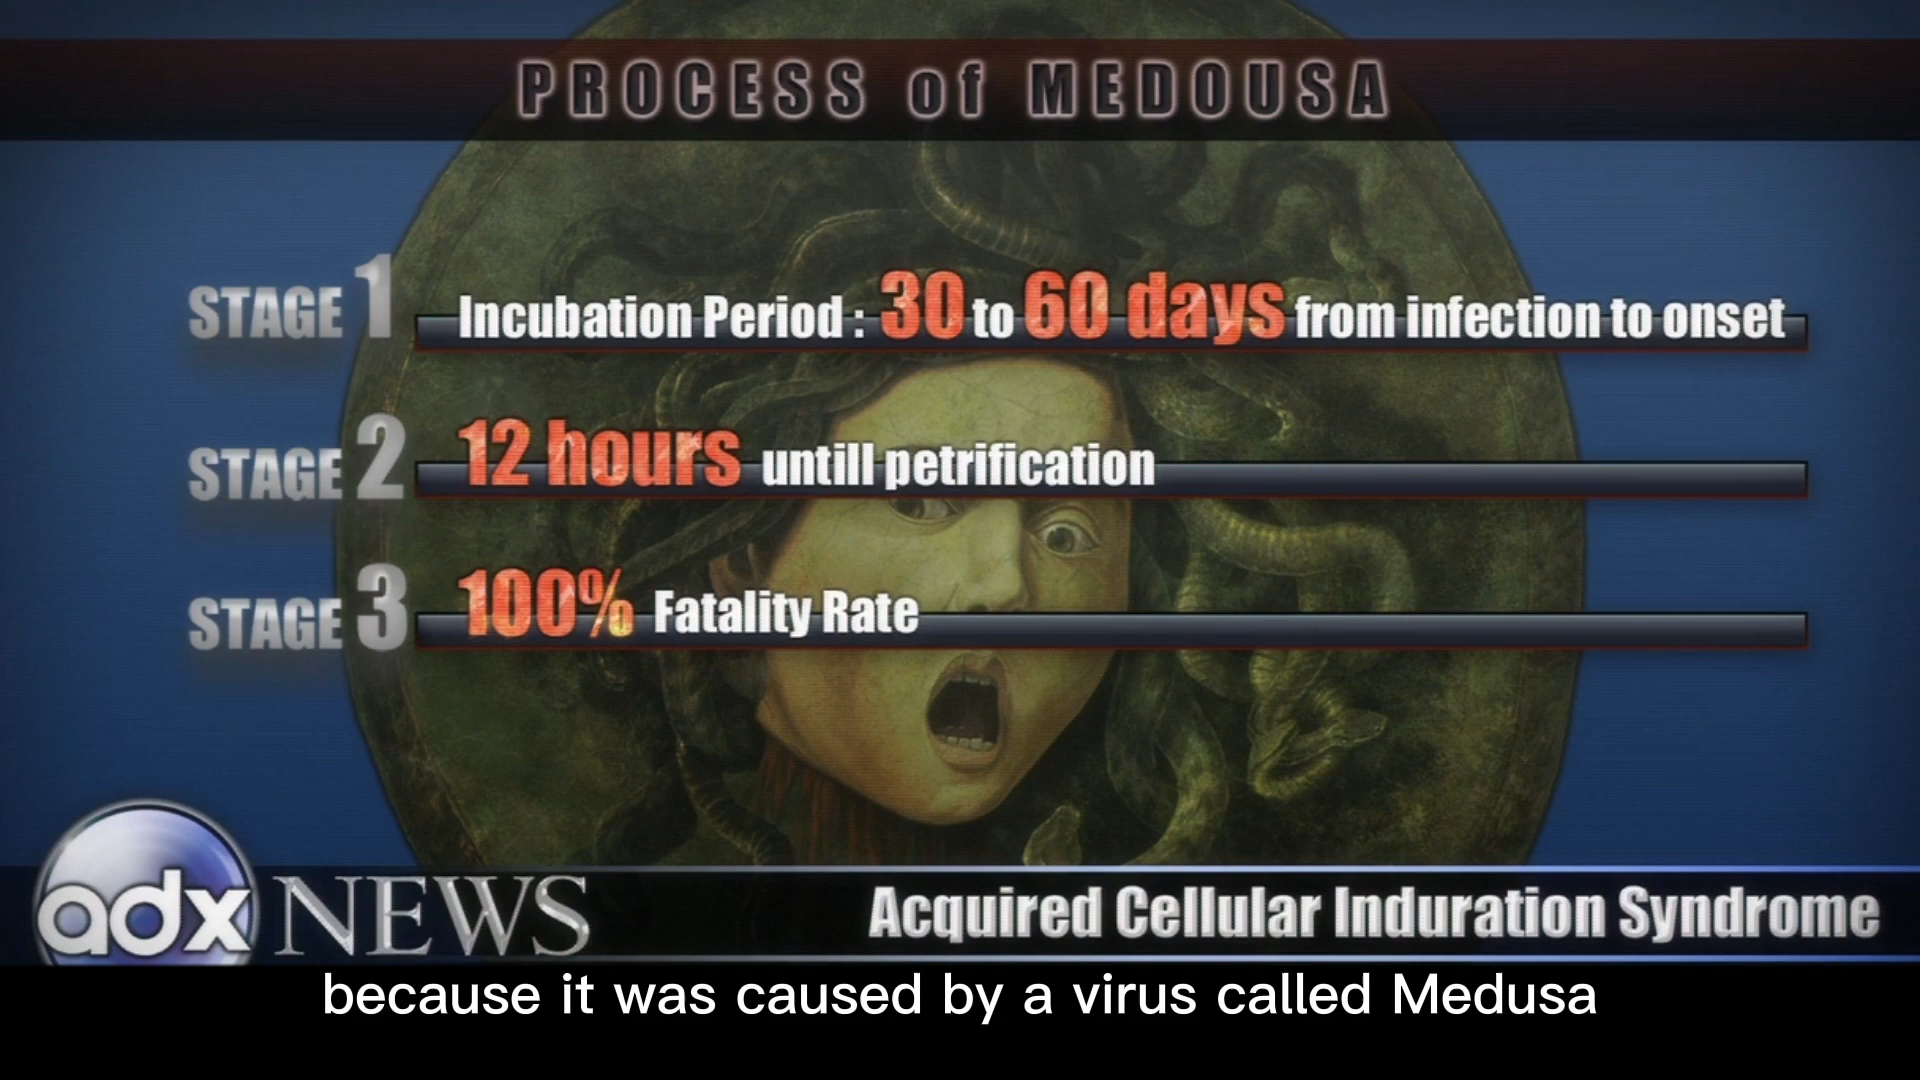 PROCESS of MEDOUSA
STAGE 1 Incubation Period : 30 to 60 days from infection to onset
STAGE 2 12 hours untill petrification
STAGE 3 100% Fatality Rate
adx NEWS
Acquired Cellular Induration Syndrome
because it was caused by a virus called Medusa